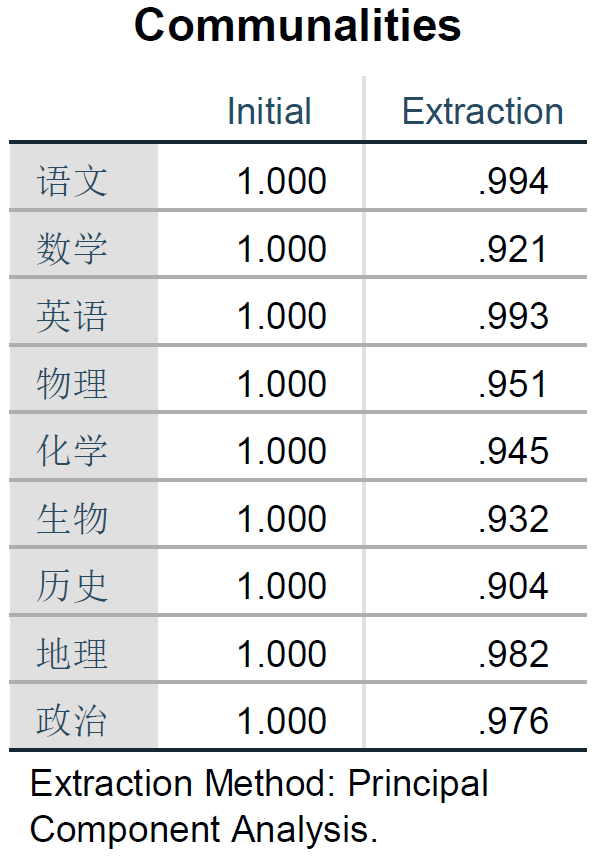 Communalities
Initial Extraction
语文 1.000 .994
数学 1.000 .921
英语 1.000 .993
物理 1.000 .951
化学 1.000 .945
生物 1.000 .932
历史 1.000 .904
地理 1.000 .982
政治 1.000 .976
Extraction Method: Principal
Component Analysis.